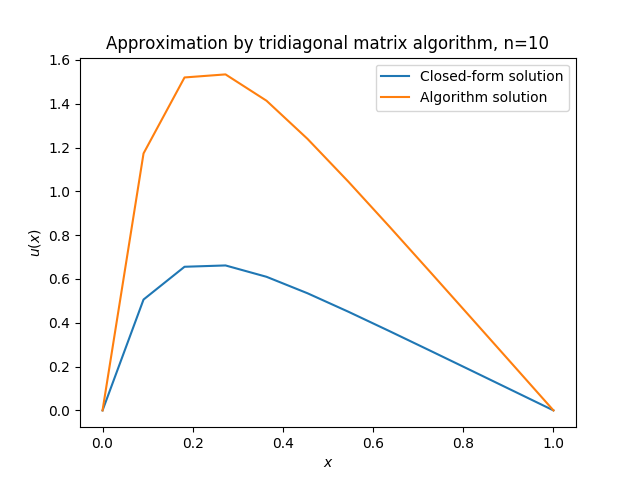 Approximation by tridiagonal matrix algorithm, n=10
Closed-form solution
Algorithm solution
u(x)
1.6
1.4
1.2
1.0
0.8
0.6
0.4
0.2
0.0
0.0 0.2 0.4 0.6 0.8 1.0
x